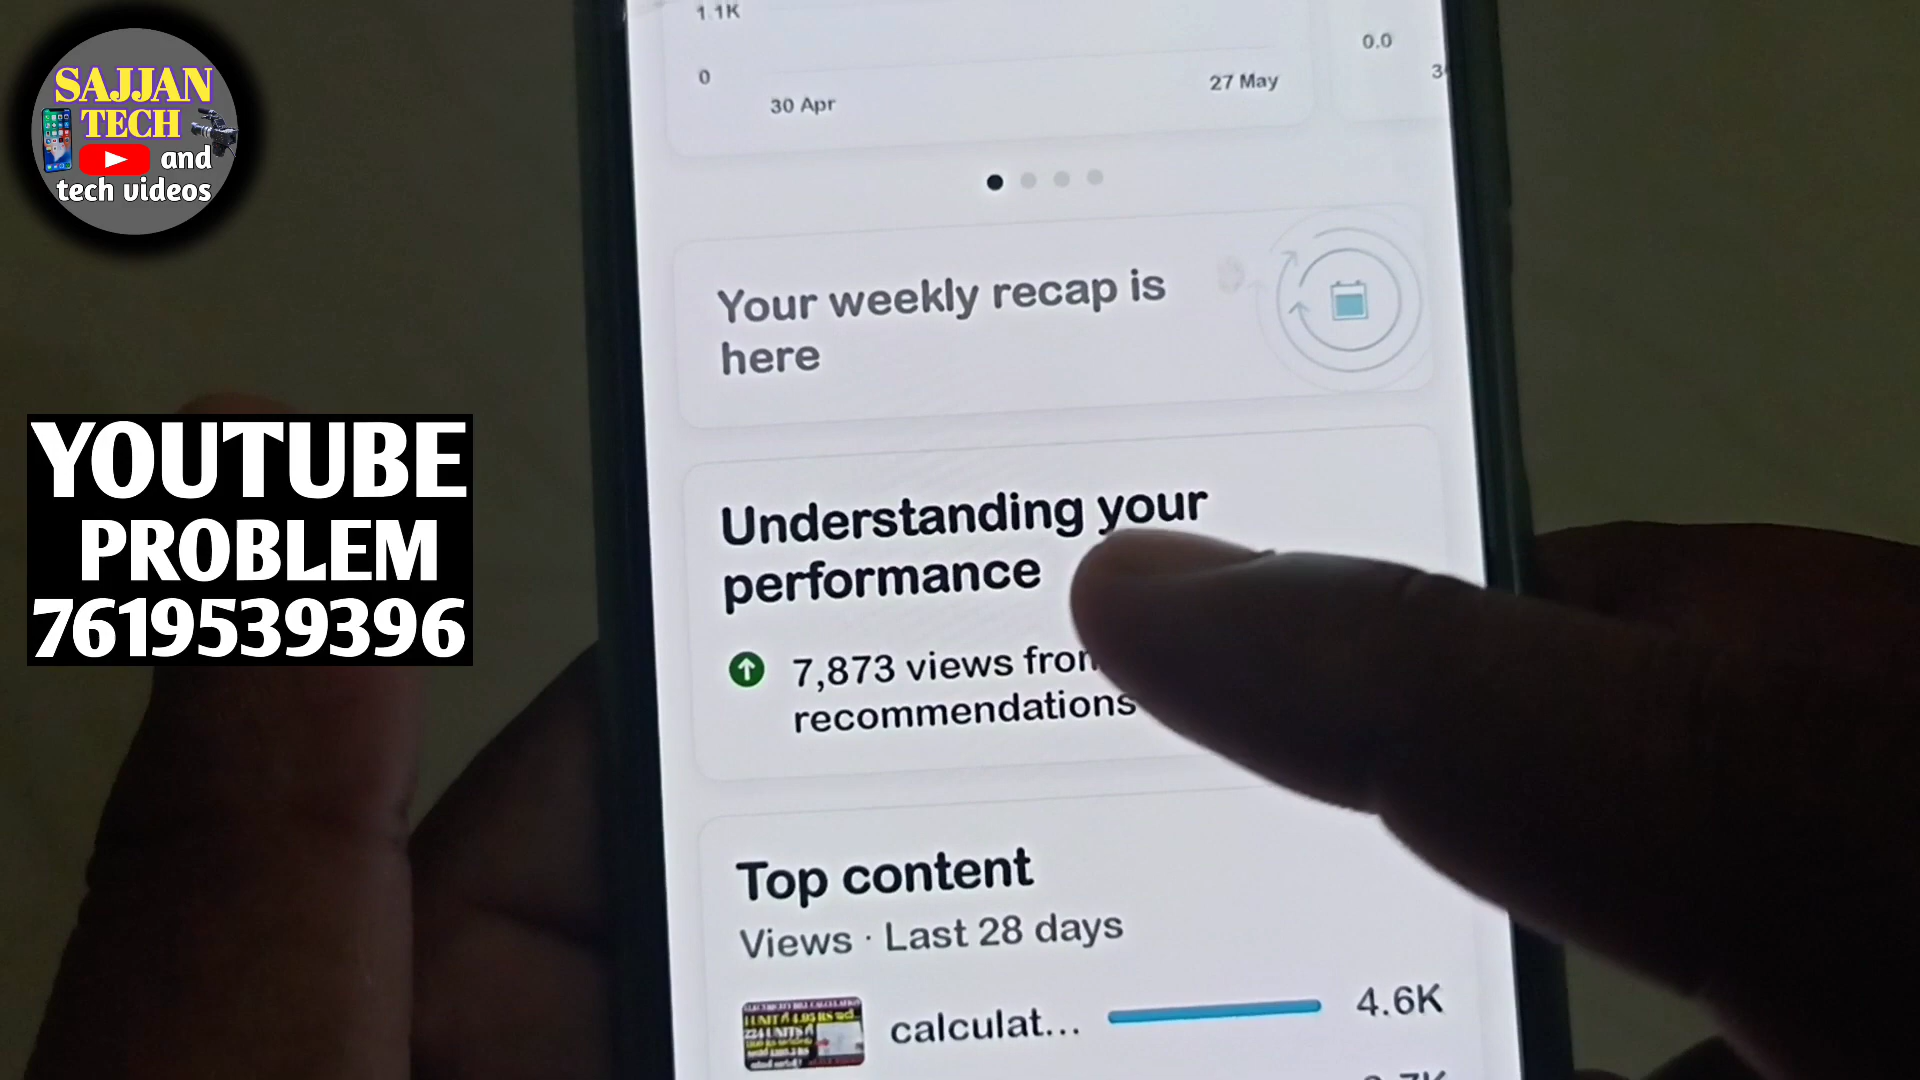 SAJJAN
TECH
and
tech videos
YOUTUBE
PROBLEM
7619539396
1.1K
0
30 Apr
27 May
0.0
Your weekly recap is
here
Understanding your
performance
7,873 views from
recommendations
Top content
Views · Last 28 days
calculat...
4.6K